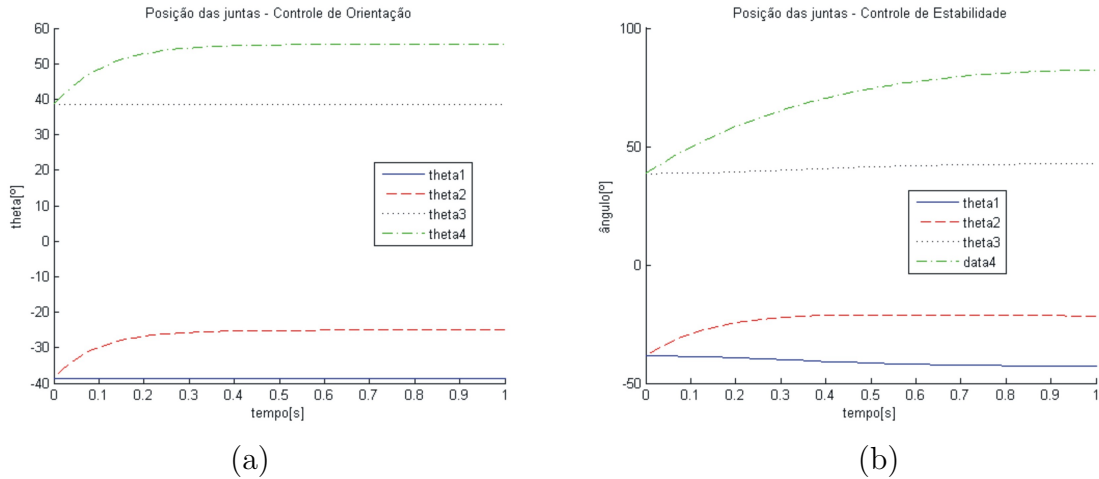 Posição das juntas - Controle de Orientação
60
50
40
30
20
10
0
-10
-20
-30
-40
theta[º]
0
0.1
0.2
0.3
0.4
0.5
0.6
0.7
0.8
0.9
1
tempo[s]
theta1
theta2
theta3
theta4
(a)
Posição das juntas - Controle de Estabilidade
100
50
0
-50
ângulo[º]
0
0.1
0.2
0.3
0.4
0.5
0.6
0.7
0.8
0.9
1
tempo[s]
theta1
theta2
theta3
data4
(b)